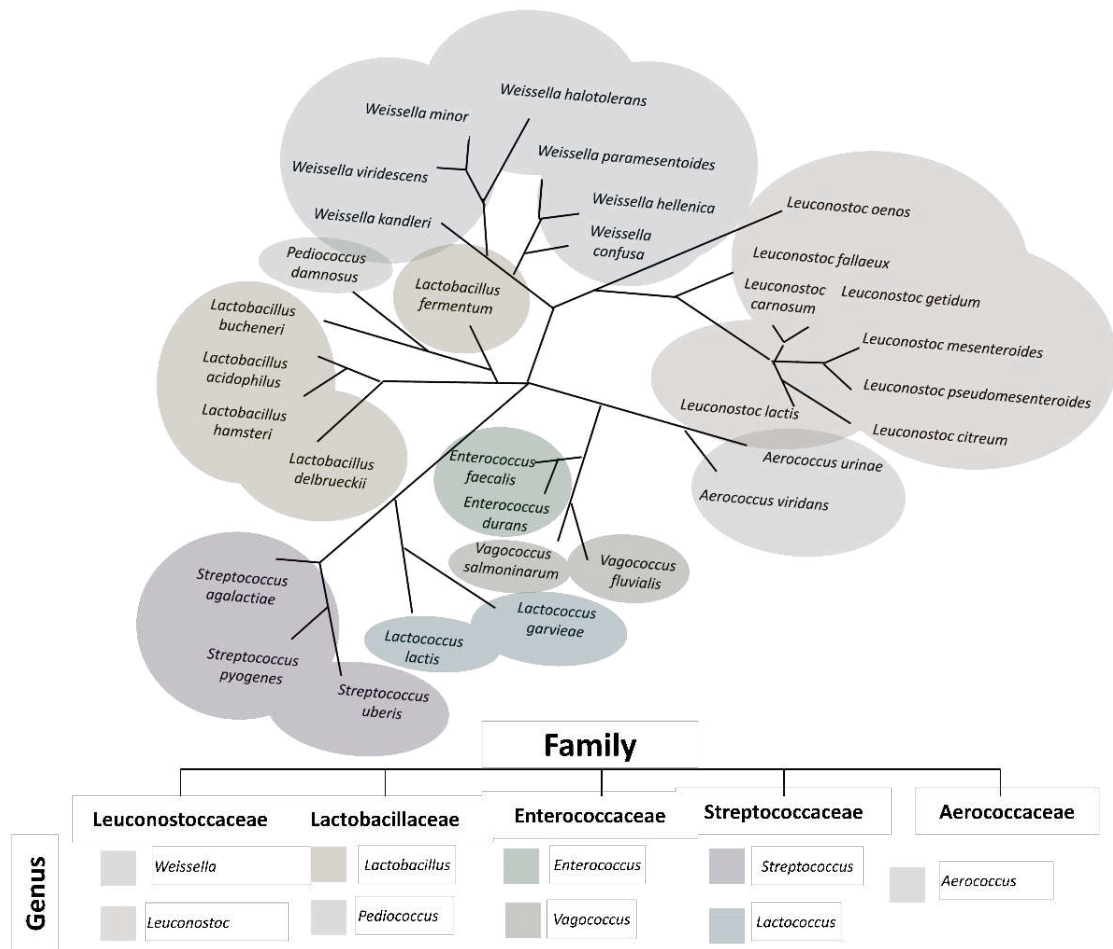 Weissella halotolerans
Weissella minor
Weissella paramesentoides
Weissella viridescens
Weissella hellenica
Weissella kandleri
Weissella
confusa
Leuconostoc oenos
Pediococcus
damnosus
Leuconostoc fallaeux
Lactobacillus
fermentum
Leuconostoc
carnosum
Leuconostoc getidum
Lactobacillus
bucheneri
Leuconostoc mesenteroides
Lactobacillus
acidophilus
Leuconostoc pseudomesenteroides
Lactobacillus
hamsteri
Leuconostoc lactis
Leuconostoc citreum
Lactobacillus
delbrueckii
Enterococcus
faecalis
Aerococcus urinae
Enterococcus
durans
Aerococcus viridans
Vagococcus
salmoninarum
Vagococcus
fluvialis
Streptococcus
agalactiae
Lactococcus
garvieae
Lactococcus
lactis
Streptococcus
pyogenes
Streptococcus
uberis
Family
Leuconostoccaceae
Lactobacillaceae
Enterococcaceae
Streptococcaceae
Aerococcaceae
Genus
Weissella
Lactobacillus
Enterococcus
Streptococcus
Aerococcus
Leuconostoc
Pediococcus
Vagococcus
Lactococcus